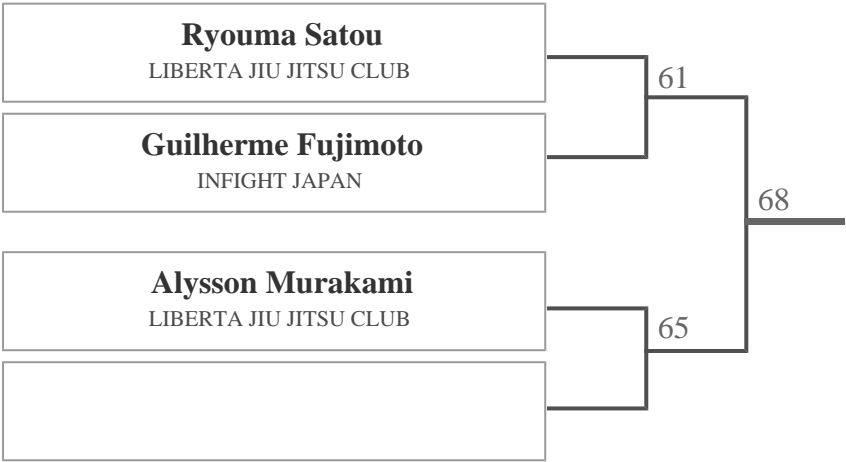 Ryouma Satou
LIBERTA JIU JITSU CLUB
61
Guilherme Fujimoto
INFIGHT JAPAN
68
Alysson Murakami
LIBERTA JIU JITSU CLUB
65